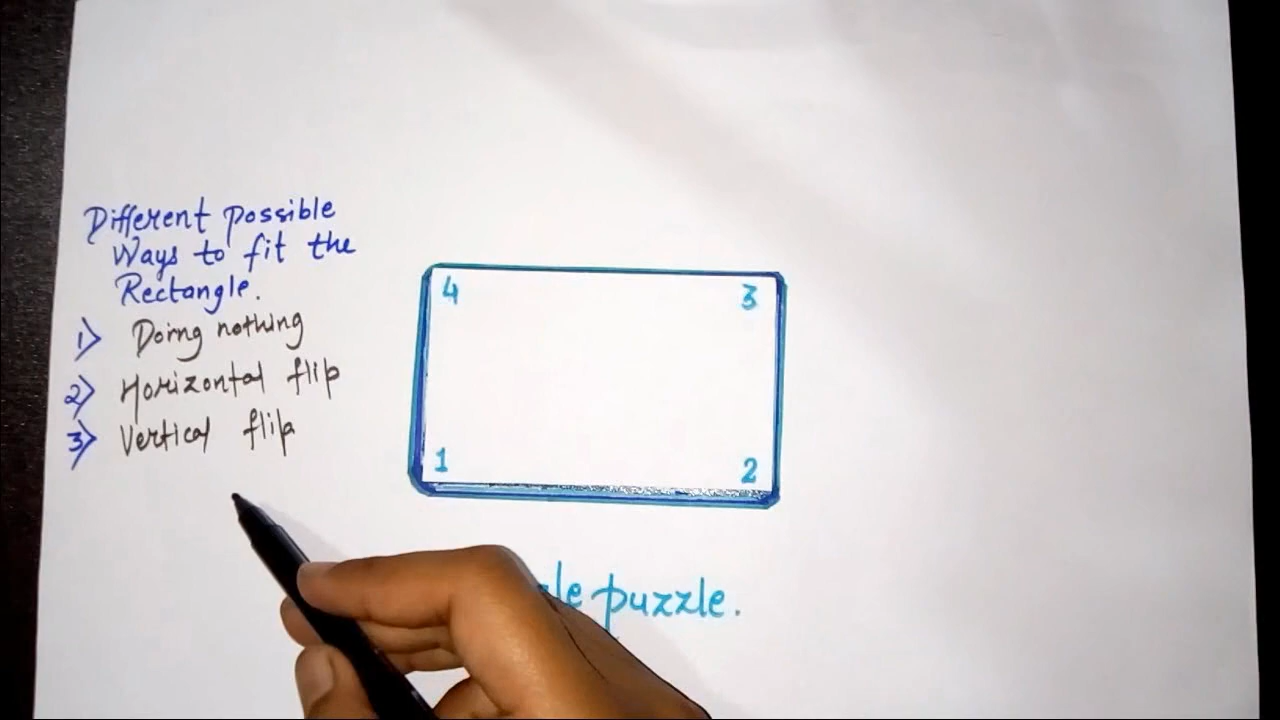 Different possible
Ways to fit the
Rectangle.
1) Doing nothing
2) Horizontal flip
3) Vertical flip
4 3
1 2
puzzle.